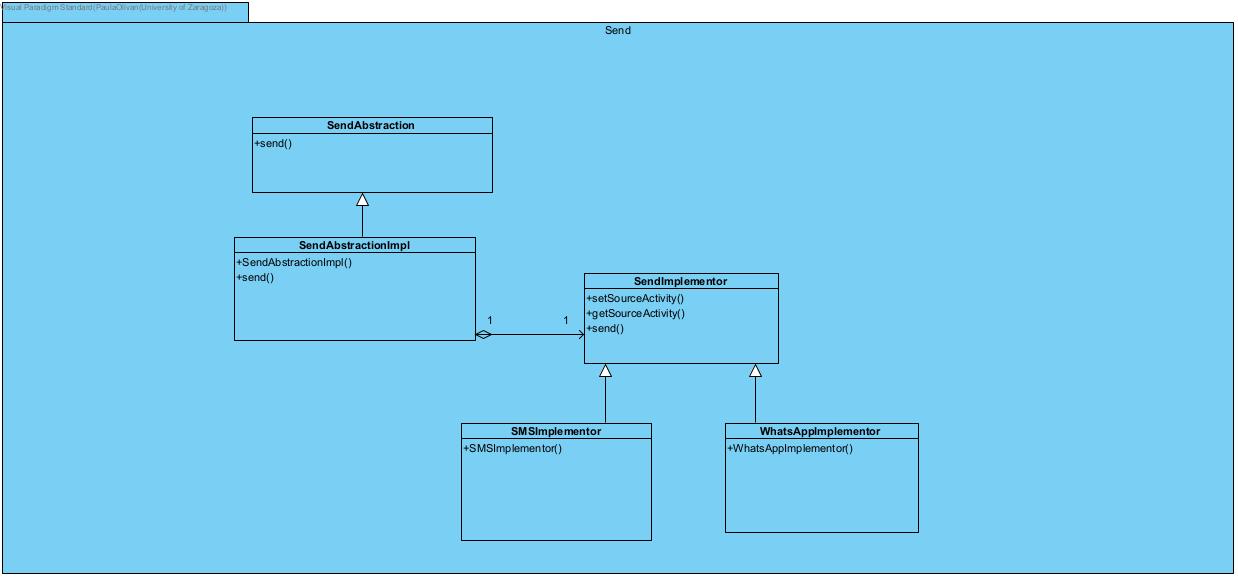 Visual Paradigm Standard(PaulaOlivan(University of Zaragoza))
Send
SendAbstraction
+send()
SendAbstractionImpl
+SendAbstractionImpl()
+send()
SendImplementor
+setSourceActivity()
+getSourceActivity()
+send()
1
1
SMSImplementor
+SMSImplementor()
WhatsAppImplementor
+WhatsAppImplementor()